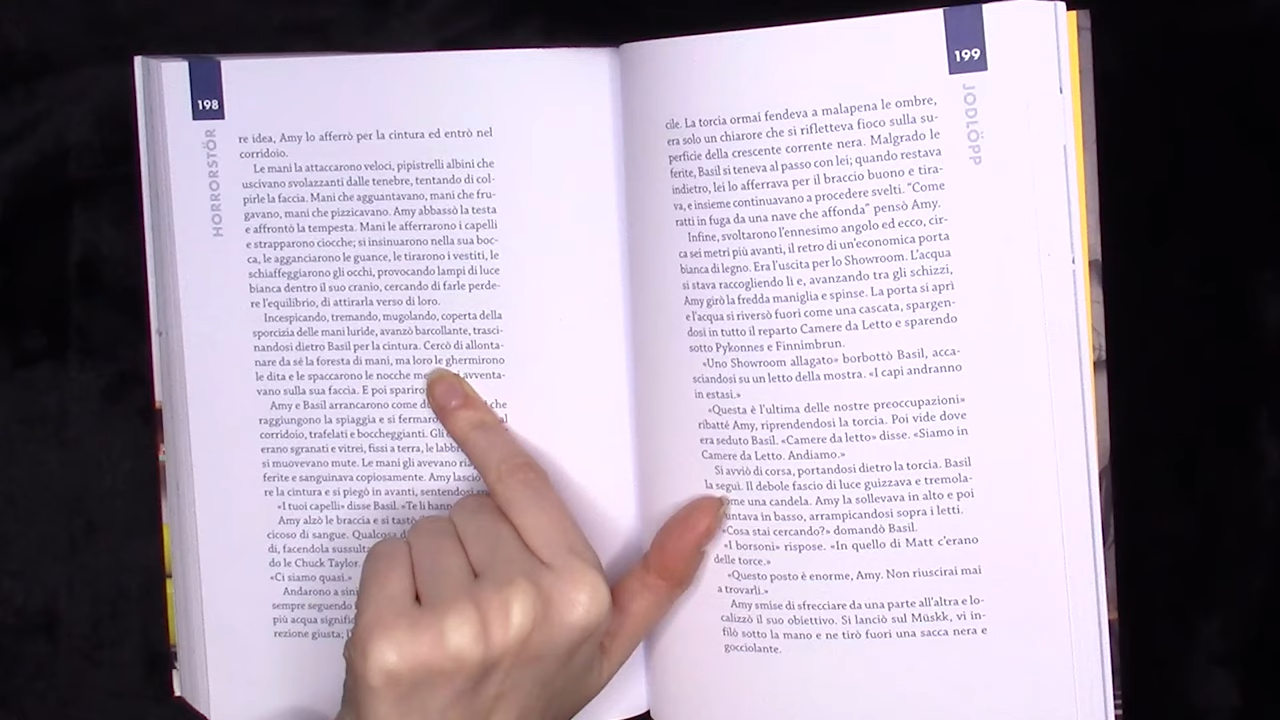 198
HORRORSTÖR
re idea, Amy lo afferrò per la cintura ed entrò nel
corridoio.
Le mani la attaccarono veloci, pipistrelli albini che
uscivano svolazzanti dalle tenebre, tentando di col-
pirle la faccia. Mani che agguantavano, mani che fru-
gavano, mani che pizzicavano. Amy abbassò la testa
e affrontò la tempesta. Mani le afferrarono i capelli
e strapparono ciocche; si insinuarono nella sua boc-
ca, le agganciarono le guance, le tirarono i vestiti, le
schiaffeggiarono gli occhi, provocando lampi di luce
bianca dentro il suo cranio, cercando di farle perde-
re l'equilibrio, di attirarla verso di loro.
Incespicando, tremando, mugolando, coperta della
sporcizia delle mani luride, avanzò barcollante, trasci-
nandosi dietro Basil per la cintura. Cercò di allonta-
nare da sé la foresta di mani, ma loro le ghermirono
le dita e le spaccarono le nocche avventa-
vano sulla sua faccia. E poi
Amy e Basil arrancarono come che
raggiungono la spiaggia e si
corridoio, trafelati e boccheggianti. Gli
erano sgranati e vitrei, fissi a terra, le
si muovevano mute. Le mani gli avevano
ferite e sanguinava copiosamente. Amy
re la cintura e si piegò in avanti,
«I tuoi capelli» disse Basil. «Te li
Amy alzò le braccia e si
cicoso di sangue.
di, facendola
do le Chuck Taylor.
«Ci siamo quasi.»
Andarono a
sempre seguendo
più acqua
rezione giusta;
199
JODLÖPP
cile. La torcia ormai fendeva a malapena le ombre,
era solo un chiarore che si rifletteva fioco sulla su-
perficie della crescente corrente nera. Malgrado le
ferite, Basil si teneva al passo con lei; quando restava
indietro, lei lo afferrava per il braccio buono e tira-
va, e insieme continuavano a procedere svelti. "Come
ratti in fuga da una nave che affonda" pensò Amy.
Infine, svoltarono l'ennesimo angolo ed ecco, cir-
ca sei metri più avanti, il retro di un'economica porta
bianca di legno. Era l'uscita per lo Showroom. L'acqua
si stava raccogliendo lì e, avanzando tra gli schizzi,
Amy girò la fredda maniglia e spinse. La porta si aprì
e l'acqua si riversò fuori come una cascata, spargen-
dosi in tutto il reparto Camere da Letto e sparendo
sotto Pykonnes e Finnimbrun.
«Uno Showroom allagato» borbottò Basil, acca-
sciandosi su un letto della mostra. «I capi andranno
in estasi.»
«Questa è l'ultima delle nostre preoccupazioni»
ribatté Amy, riprendendosi la torcia. Poi vide dove
era seduto Basil. «Camere da letto» disse. «Siamo in
Camere da Letto. Andiamo.»
Si avviò di corsa, portandosi dietro la torcia. Basil
la seguì. Il debole fascio di luce guizzava e tremola-
come una candela. Amy la sollevava in alto e poi
in basso, arrampicandosi sopra i letti.
«Cosa stai cercando?» domandò Basil.
«I borsoni» rispose. «In quello di Matt c'erano
delle torce.»
«Questo posto è enorme, Amy. Non riuscirai mai
a trovarli.»
Amy smise di sfrecciare da una parte all'altra e lo-
calizzò il suo obiettivo. Si lanciò sul Müskk, vi in-
filò sotto la mano e ne tirò fuori una sacca nera e
gocciolante.